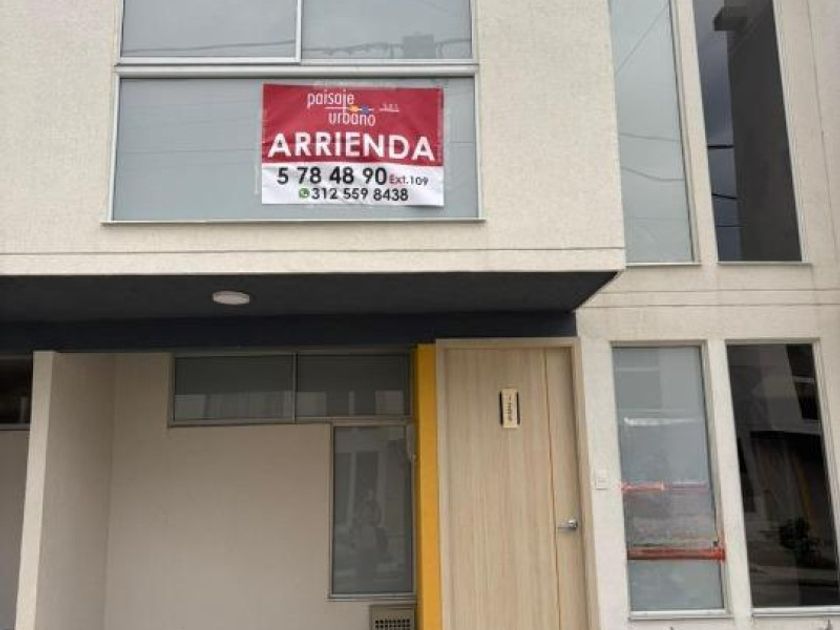 paisaje
urbano S.A.S
ARRIENDA
5 78 48 90 Ext. 109
312 559 8438